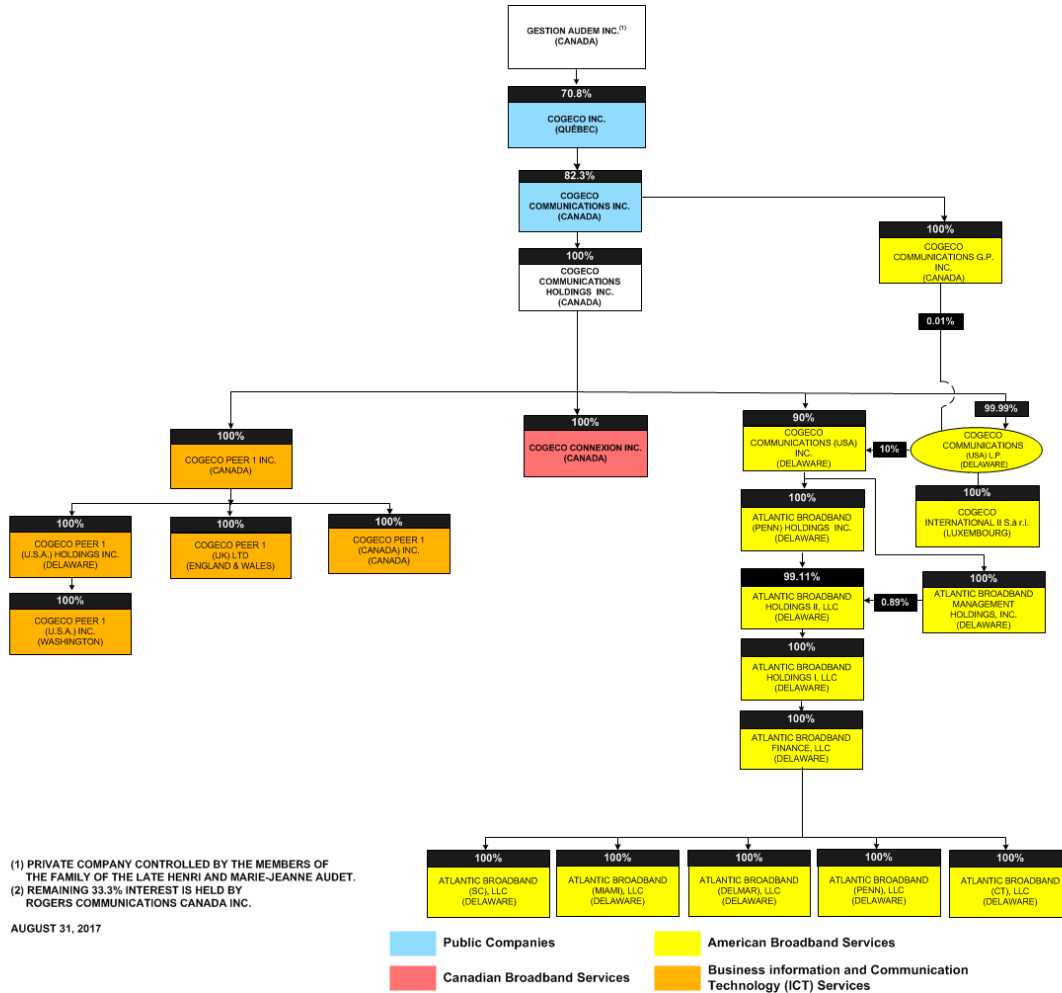 GESTION AUDEM INC.(1)
(CANADA)
70.8%
COGECO INC.
(QUÉBEC)
82.3%
COGECO
COMMUNICATIONS INC.
(CANADA)
100%
COGECO
COMMUNICATIONS G.P.
INC.
(CANADA)
100%
COGECO
COMMUNICATIONS
HOLDINGS INC.
(CANADA)
0.01%
99.99%
100%
COGECO PEER 1 INC.
(CANADA)
100%
COGECO CONNEXION INC.
(CANADA)
90%
COGECO
COMMUNICATIONS (USA)
INC.
(DELAWARE)
10%
COGECO
COMMUNICATIONS
(USA) L.P
(DELAWARE)
100%
COGECO PEER 1
(U.S.A.) HOLDINGS INC.
(DELAWARE)
100%
COGECO PEER 1
(UK) LTD
(ENGLAND & WALES)
100%
COGECO PEER 1
(CANADA) INC.
(CANADA)
100%
ATLANTIC BROADBAND
(PENN) HOLDINGS INC.
(DELAWARE)
100%
COGECO
INTERNATIONAL II S.à r.l.
(LUXEMBOURG)
100%
COGECO PEER 1
(U.S.A.) INC.
(WASHINGTON)
99.11%
ATLANTIC BROADBAND
HOLDINGS II, LLC
(DELAWARE)
0.89%
100%
ATLANTIC BROADBAND
MANAGEMENT
HOLDINGS, INC.
(DELAWARE)
100%
ATLANTIC BROADBAND
HOLDINGS I, LLC
(DELAWARE)
100%
ATLANTIC BROADBAND
FINANCE, LLC
(DELAWARE)
100%
ATLANTIC BROADBAND
(SC), LLC
(DELAWARE)
100%
ATLANTIC BROADBAND
(MIAMI), LLC
(DELAWARE)
100%
ATLANTIC BROADBAND
(DELMAR), LLC
(DELAWARE)
100%
ATLANTIC BROADBAND
(PENN), LLC
(DELAWARE)
100%
ATLANTIC BROADBAND
(CT), LLC
(DELAWARE)
(1) PRIVATE COMPANY CONTROLLED BY THE MEMBERS OF
THE FAMILY OF THE LATE HENRI AND MARIE-JEANNE AUDET.
(2) REMAINING 33.3% INTEREST IS HELD BY
ROGERS COMMUNICATIONS CANADA INC.
AUGUST 31, 2017
Public Companies
American Broadband Services
Canadian Broadband Services
Business information and Communication
Technology (ICT) Services